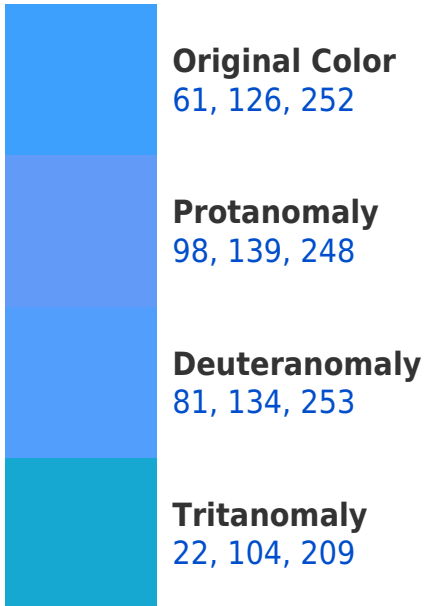 Original Color
61, 126, 252
Protanomaly
98, 139, 248
Deuteranomaly
81, 134, 253
Tritanomaly
22, 104, 209